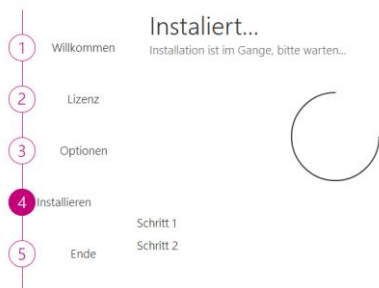 Instaliert...
Installation ist im Gange, bitte warten...
1 Willkommen
2 Lizenz
3 Optionen
4 Installieren
5 Ende
Schritt 1
Schritt 2